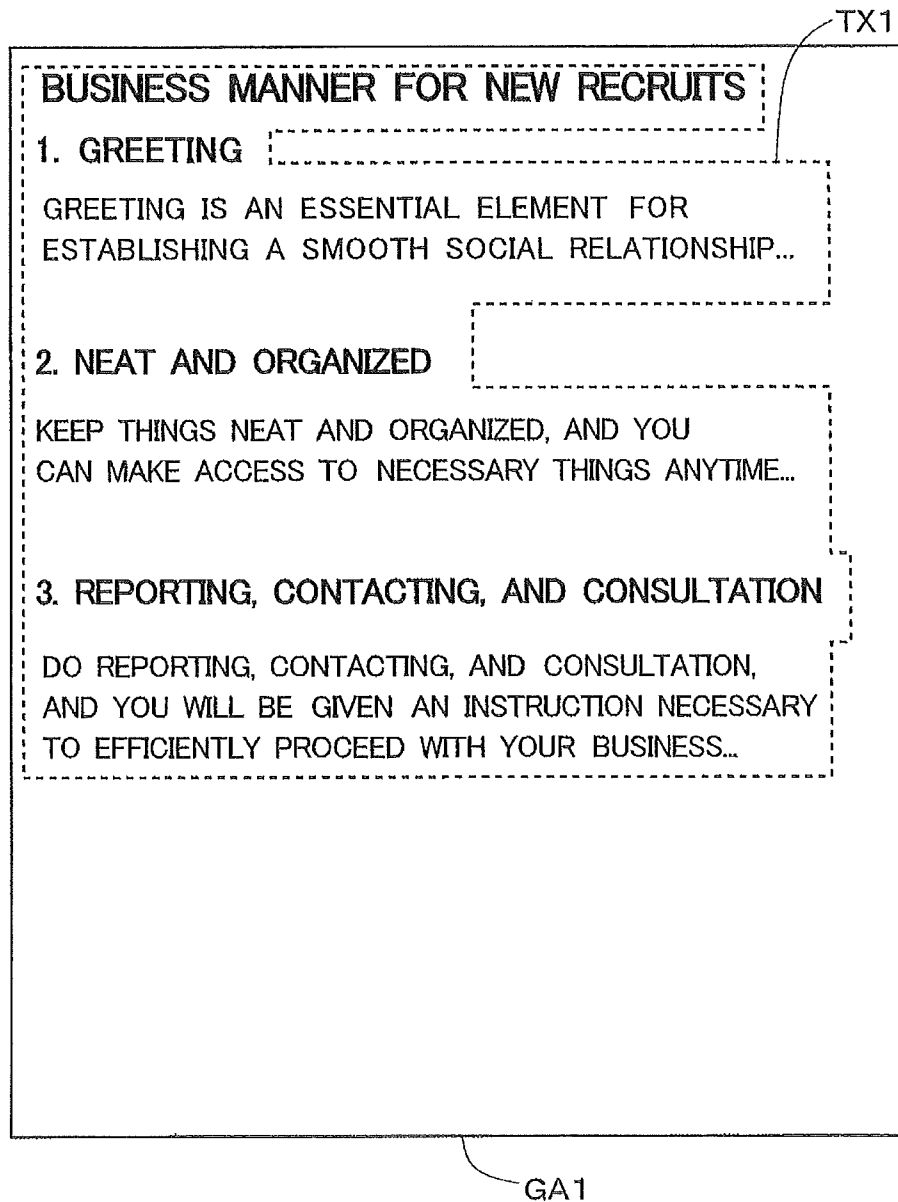 TX1
BUSINESS MANNER FOR NEW RECRUITS
1. GREETING
GREETING IS AN ESSENTIAL ELEMENT FOR
ESTABLISHING A SMOOTH SOCIAL RELATIONSHIP...
2. NEAT AND ORGANIZED
KEEP THINGS NEAT AND ORGANIZED, AND YOU
CAN MAKE ACCESS TO NECESSARY THINGS ANYTIME...
3. REPORTING, CONTACTING, AND CONSULTATION
DO REPORTING, CONTACTING, AND CONSULTATION,
AND YOU WILL BE GIVEN AN INSTRUCTION NECESSARY
TO EFFICIENTLY PROCEED WITH YOUR BUSINESS...
GA1